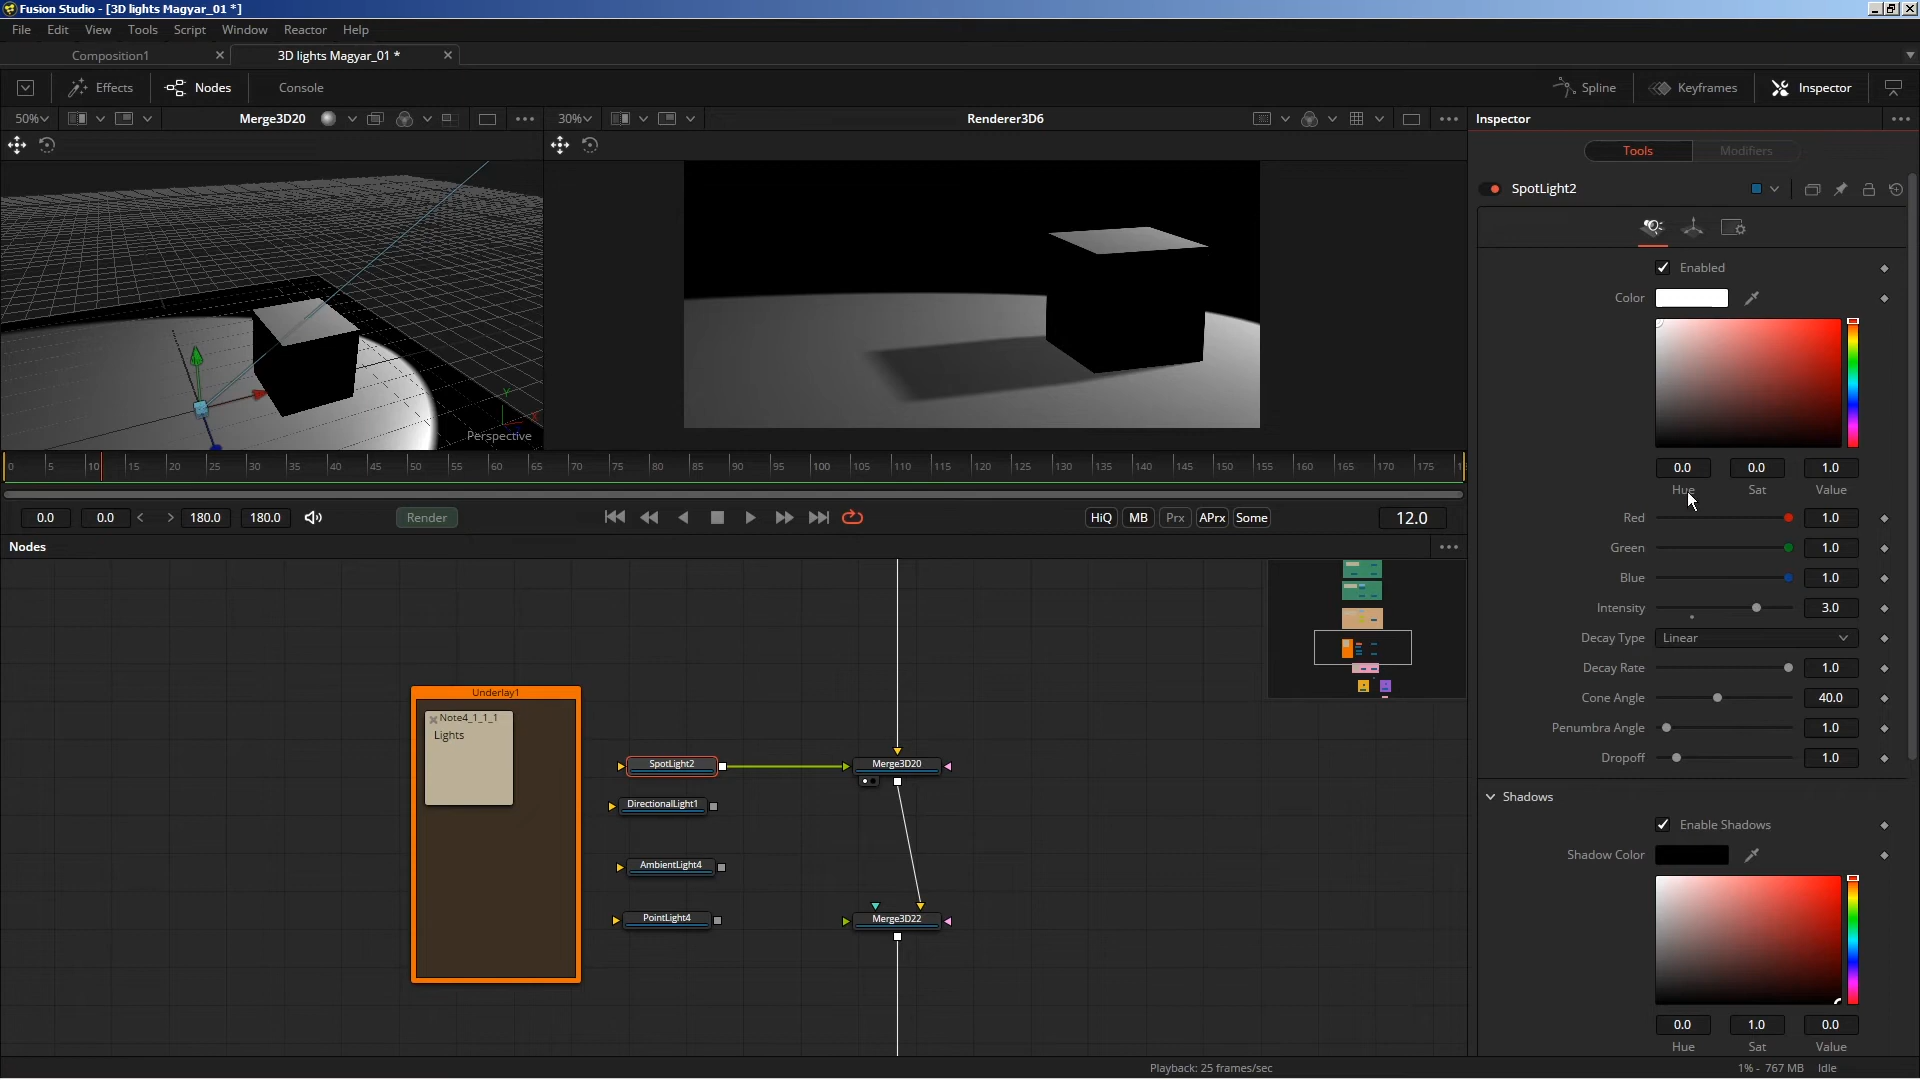 Fusion Studio - [3D lights Magyar_01 *]
File Edit View Tools Script Window Reactor Help
Composition1 3D lights Magyar_01 *
Effects Nodes Console Spline Keyframes Inspector
50% Merge3D20 30% Renderer3D6 Inspector
Tools Modifiers
SpotLight2
Enabled
Color
Perspective
Y
X
0 5 10 15 20 25 30 35 40 45 50 55 60 65 70 75 80 85 90 95 100 105 110 115 120 125 130 135 140 145 150 155 160 165 170 175
0.0 0.0 1.0
Hue Sat Value
0.0 0.0 180.0 180.0 Render HiQ MB Prx APrx Some 12.0
Red 1.0
Green 1.0
Blue 1.0
Intensity 3.0
Decay Type Linear
Decay Rate 1.0
Cone Angle 40.0
Penumbra Angle 1.0
Dropoff 1.0
Shadows
Enable Shadows
Shadow Color
0.0 1.0 0.0
Hue Sat Value
Nodes
Underlay1
Note4_1_1_1
Lights
SpotLight2
Merge3D20
DirectionalLight1
AmbientLight4
PointLight4
Merge3D22
Playback: 25 frames/sec 1% - 767 MB Idle